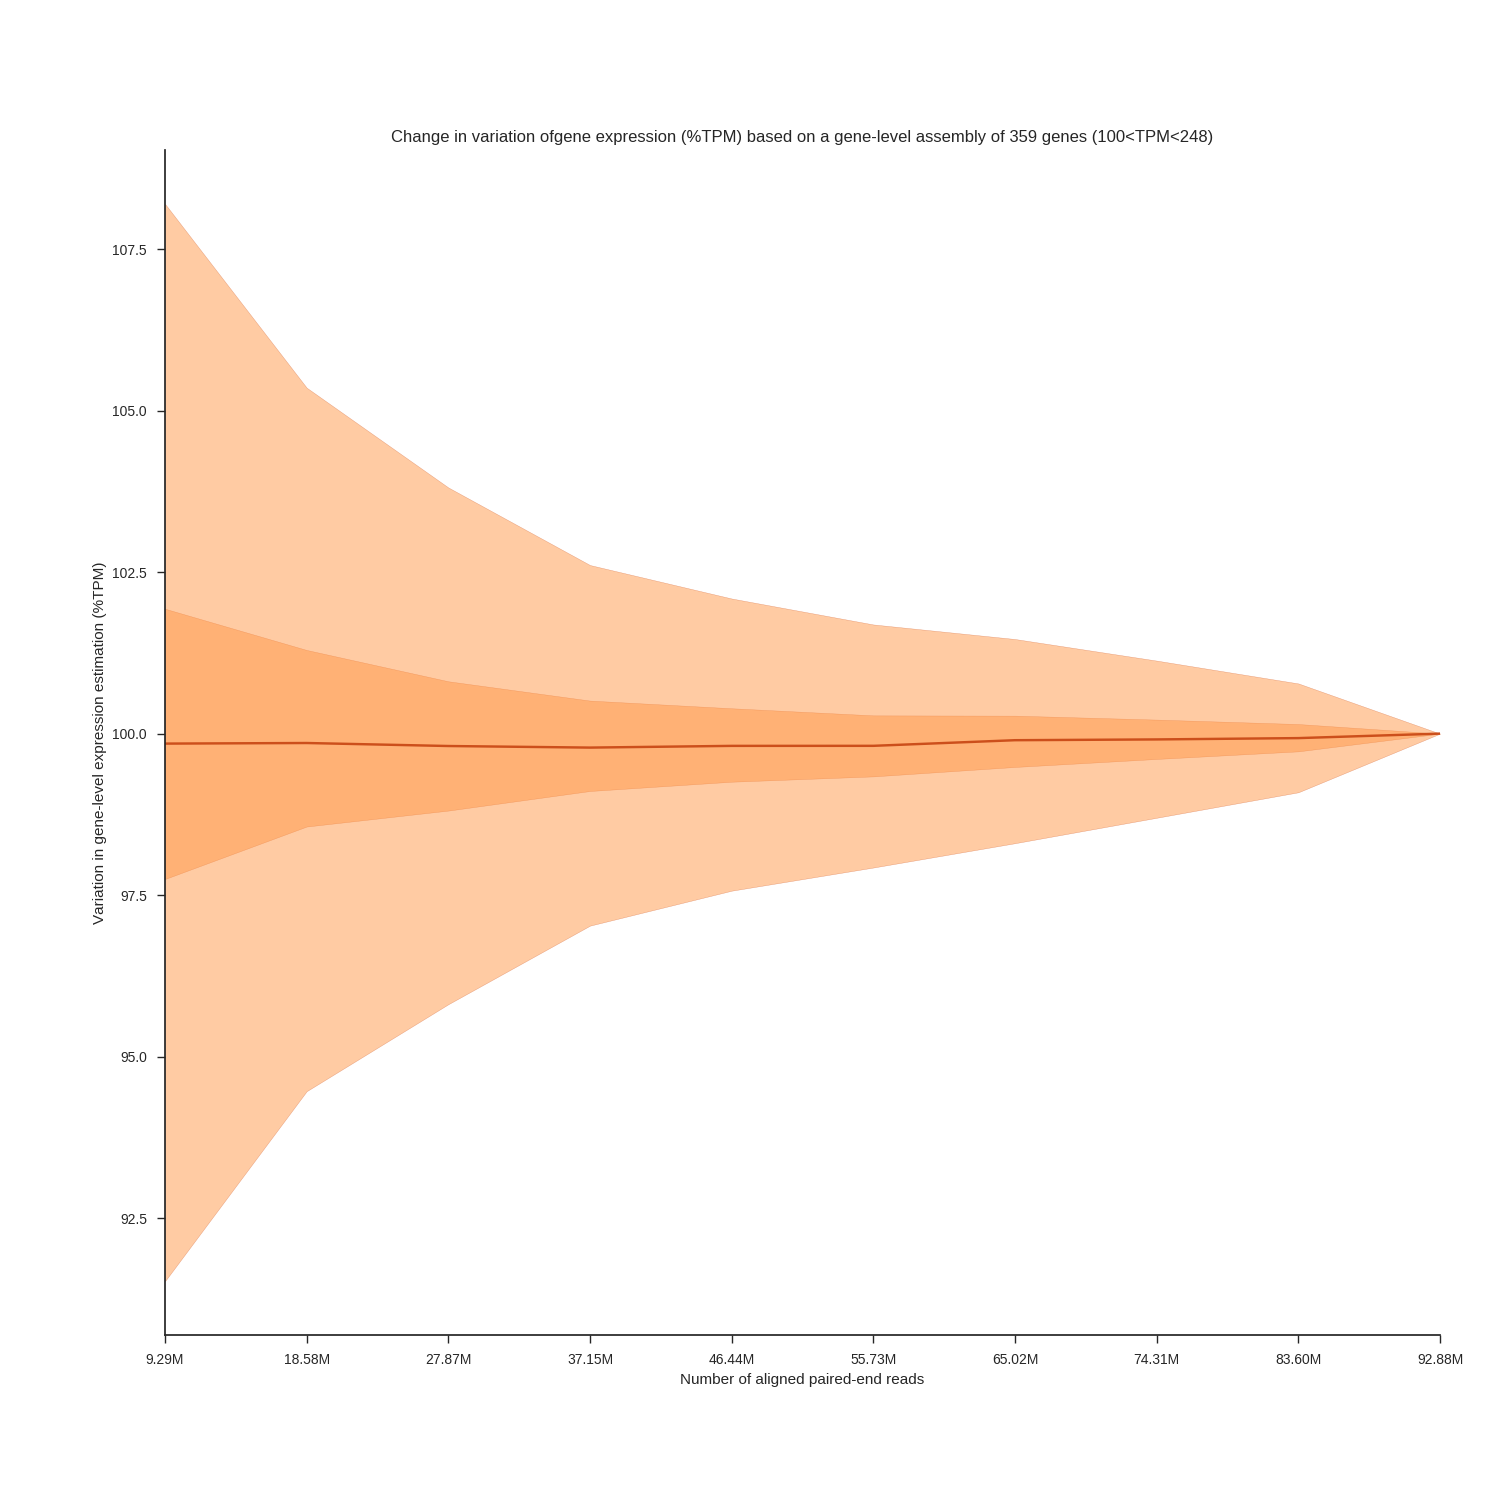 Change in variation ofgene expression (%TPM) based on a gene-level assembly of 359 genes (100<TPM<248)
Variation in gene-level expression estimation (%TPM)
107.5
105.0
102.5
100.0
97.5
95.0
92.5
9.29M 18.58M 27.87M 37.15M 46.44M 55.73M 65.02M 74.31M 83.60M 92.88M
Number of aligned paired-end reads